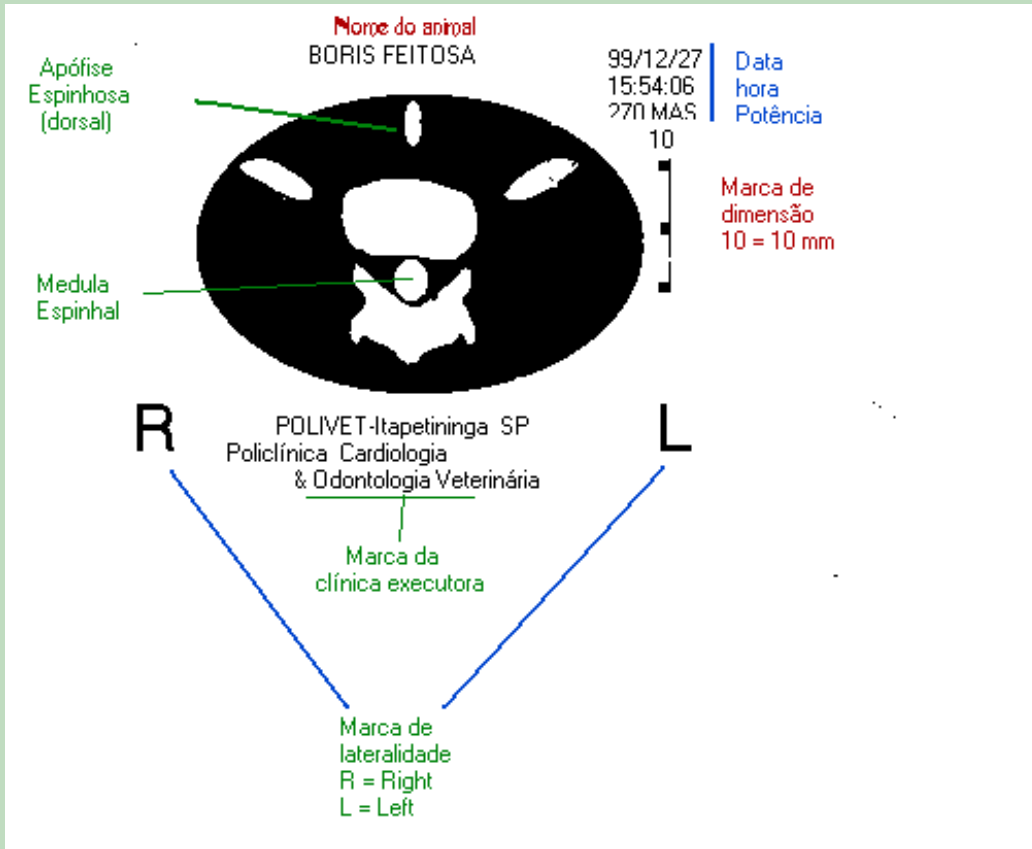 Nome do animal
BORIS FEITOSA
99/12/27
15:54:06
270 MAS
Data
hora
Potência
Apófise
Espinhosa
(dorsal)
10
Marca de
dimensão
10 = 10 mm
Medula
Espinhal
R
L
POLIVET-Itapetininga SP
Policlínica Cardiologia
& Odontologia Veterinária
Marca da
clínica executora
Marca de
lateralidade
R = Right
L = Left